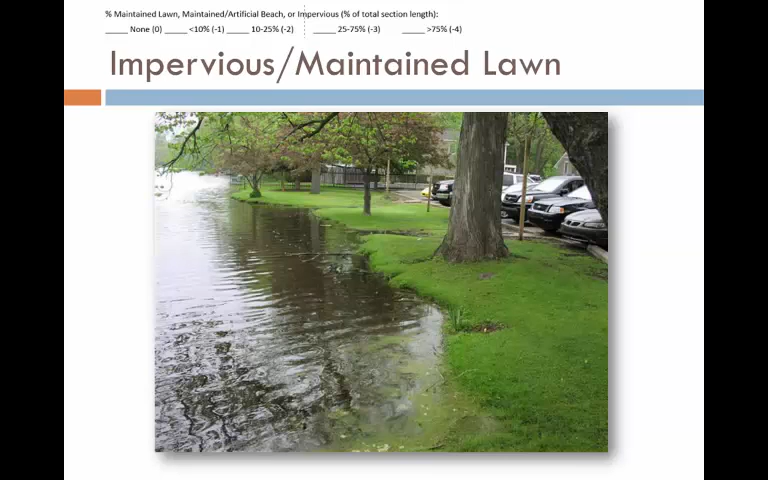 % Maintained Lawn, Maintained/Artificial Beach, or Impervious (% of total section length):
_____ None (0) _____ <10% (-1) _____ 10-25% (-2) _____ 25-75% (-3) _____ >75% (-4)
Impervious/Maintained Lawn